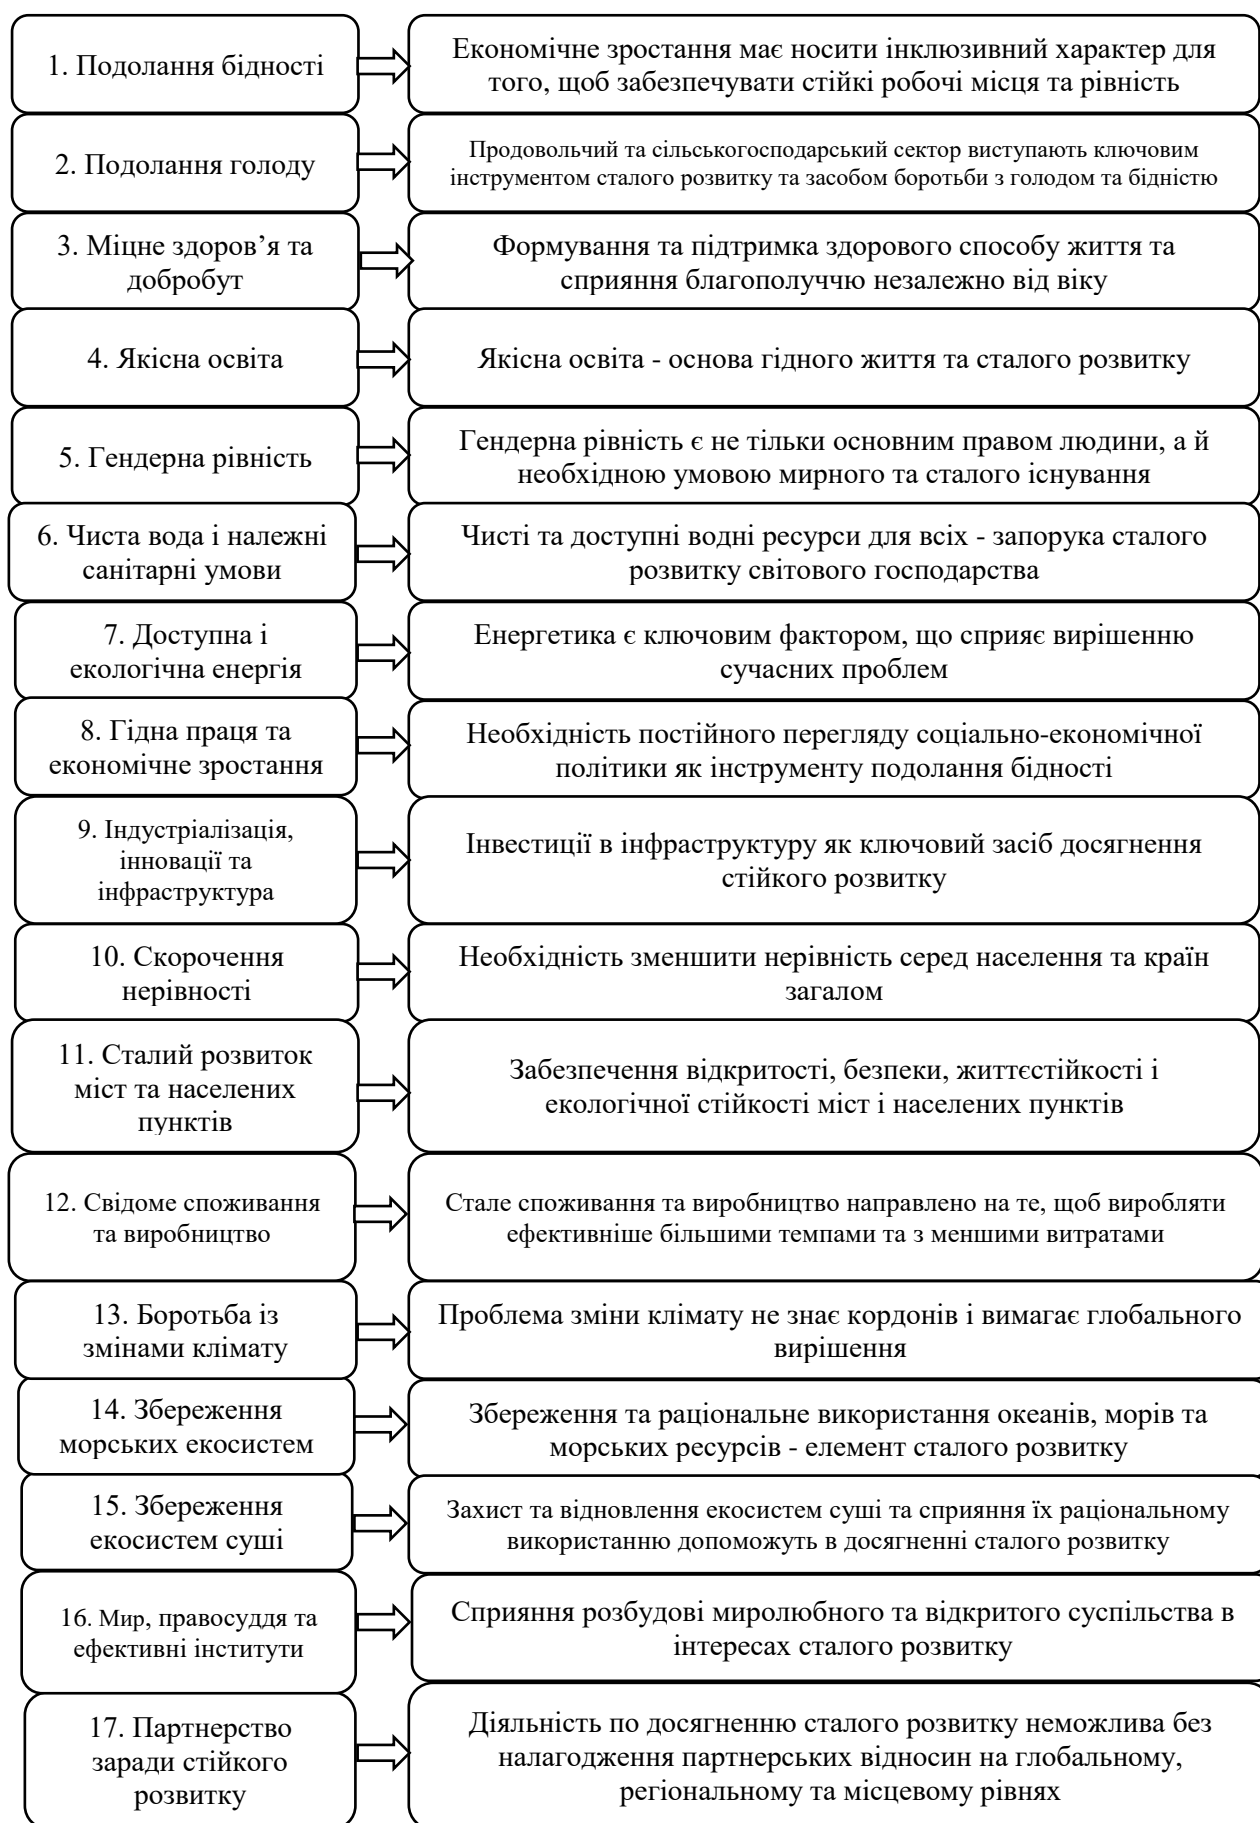 1. Подолання бідності
Економічне зростання має носити інклюзивний характер для
того, щоб забезпечувати стійкі робочі місця та рівність
2. Подолання голоду
Продовольчий та сільськогосподарський сектор виступають ключовим
інструментом сталого розвитку та засобом боротьби з голодом та бідністю
3. Міцне здоров’я та
добробут
Формування та підтримка здорового способу життя та
сприяння благополуччю незалежно від віку
4. Якісна освіта
Якісна освіта - основа гідного життя та сталого розвитку
5. Гендерна рівність
Гендерна рівність є не тільки основним правом людини, а й
необхідною умовою мирного та сталого існування
6. Чиста вода і належні
санітарні умови
Чисті та доступні водні ресурси для всіх - запорука сталого
розвитку світового господарства
7. Доступна і
екологічна енергія
Енергетика є ключовим фактором, що сприяє вирішенню
сучасних проблем
8. Гідна праця та
економічне зростання
Необхідність постійного перегляду соціально-економічної
політики як інструменту подолання бідності
9. Індустріалізація,
інновації та
інфраструктура
Інвестиції в інфраструктуру як ключовий засіб досягнення
стійкого розвитку
10. Скорочення
нерівності
Необхідність зменшити нерівність серед населення та країн
загалом
11. Сталий розвиток
міст та населених
пунктів
Забезпечення відкритості, безпеки, життєстійкості і
екологічної стійкості міст і населених пунктів
12. Свідоме споживання
та виробництво
Стале споживання та виробництво направлено на те, щоб виробляти
ефективніше більшими темпами та з меншими витратами
13. Боротьба із
змінами клімату
Проблема зміни клімату не знає кордонів і вимагає глобального
вирішення
14. Збереження
морських екосистем
Збереження та раціональне використання океанів, морів та
морських ресурсів - елемент сталого розвитку
15. Збереження
екосистем суші
Захист та відновлення екосистем суші та сприяння їх раціональному
використанню допоможуть в досягненні сталого розвитку
16. Мир, правосуддя та
ефективні інститути
Сприяння розбудові миролюбного та відкритого суспільства в
інтересах сталого розвитку
17. Партнерство
заради стійкого
розвитку
Діяльність по досягненню сталого розвитку неможлива без
налагодження партнерських відносин на глобальному,
регіональному та місцевому рівнях